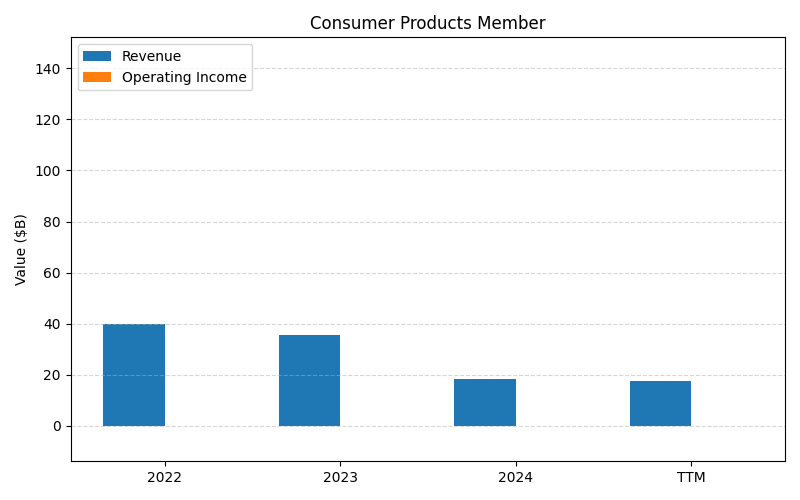 Consumer Products Member
Revenue
Operating Income
Value ($B)
140
120
100
80
60
40
20
0
2022
2023
2024
TTM